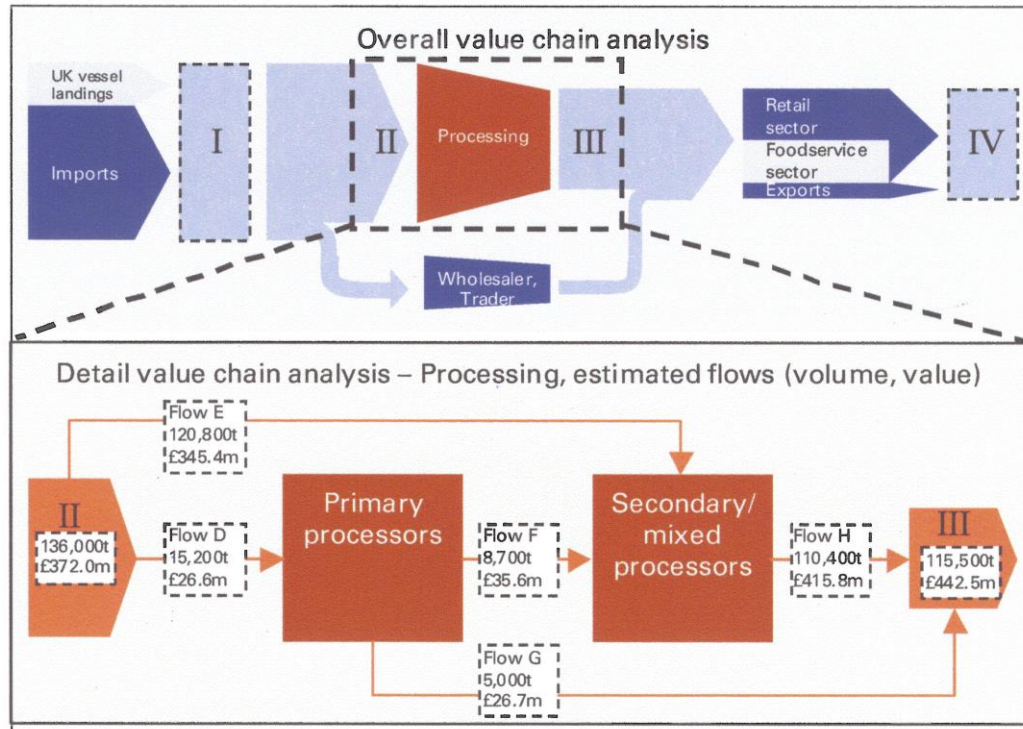 Overall value chain analysis
UK vessel
landings
Imports
I
II
Processing
III
Wholesaler,
Trader
Retail
sector
Foodservice
sector
Exports
IV
Detail value chain analysis – Processing, estimated flows (volume, value)
Flow E
120,800t
£345.4m
II
136,000t
£372.0m
Flow D
15,200t
£26.6m
Primary
processors
Flow F
8,700t
£35.6m
Secondary/
mixed
processors
Flow H
110,400t
£415.8m
III
115,500t
£442.5m
Flow G
5,000t
£26.7m